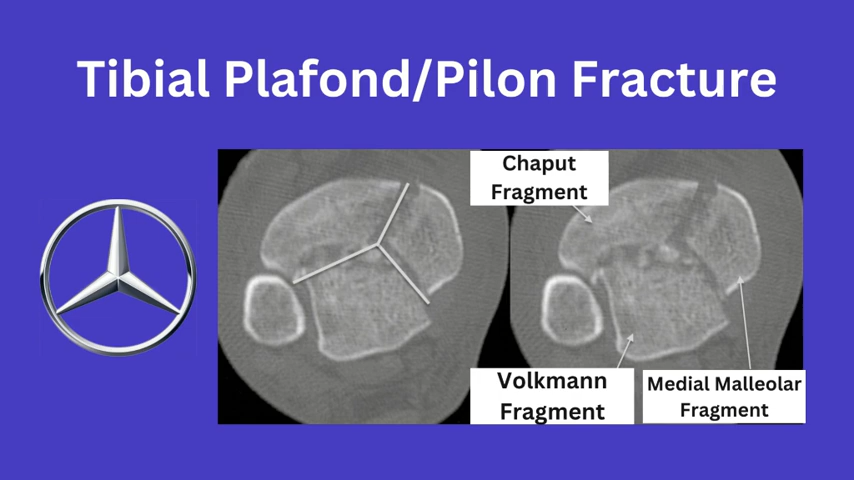 Tibial Plafond/Pilon Fracture
Chaput
Fragment
Volkmann
Fragment
Medial Malleolar
Fragment